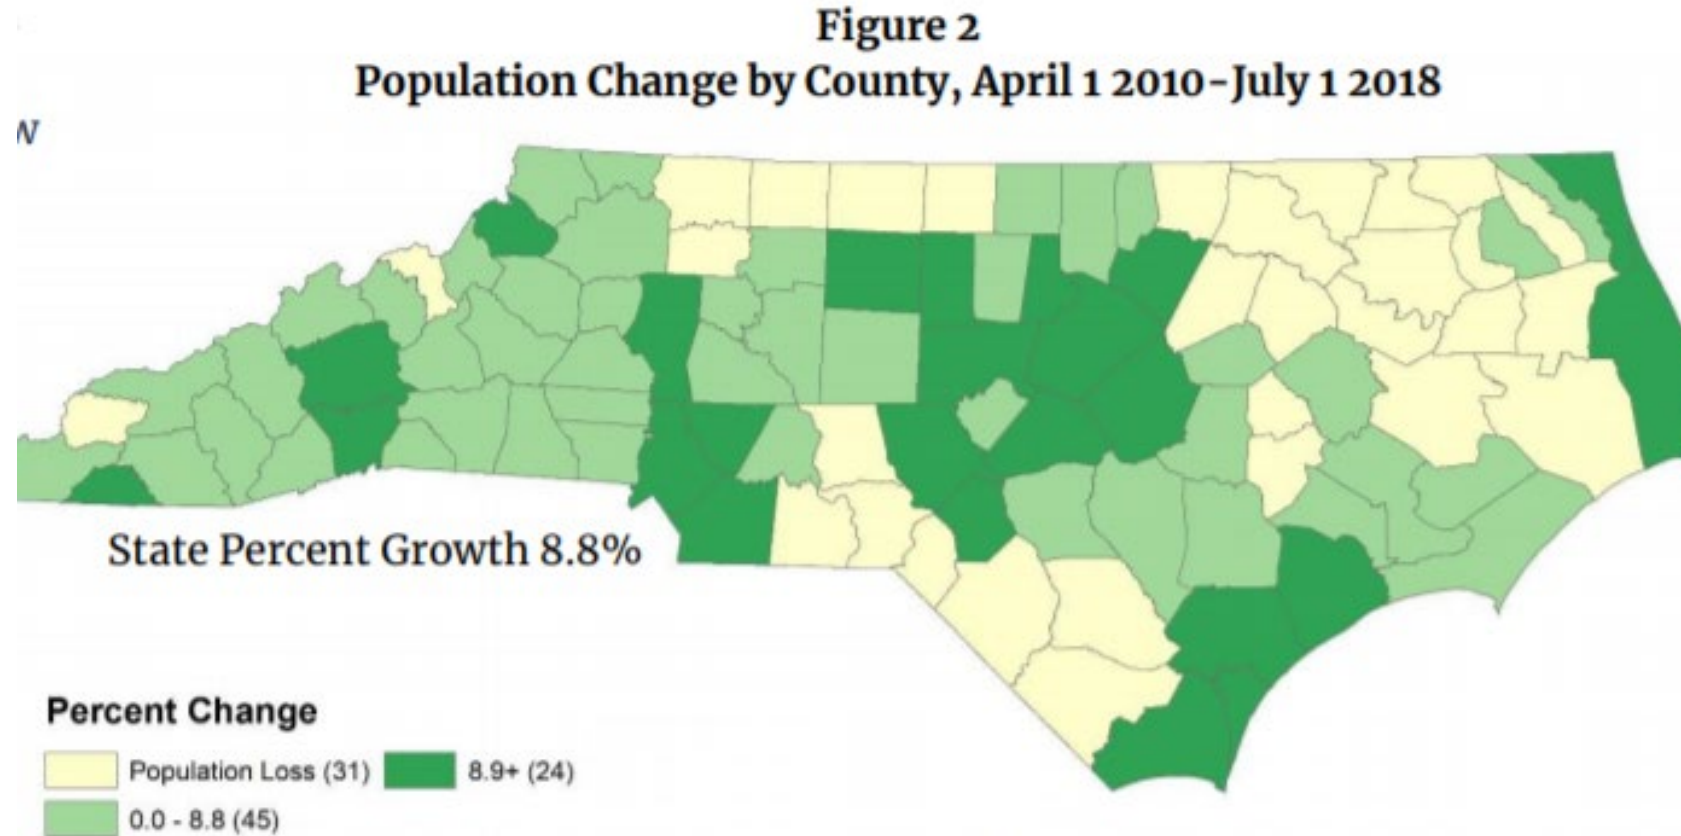 Figure 2
Population Change by County, April 1 2010-July 1 2018
w
State Percent Growth 8.8%
Percent Change
Population Loss (31)
8.9+ (24)
0.0 - 8.8 (45)